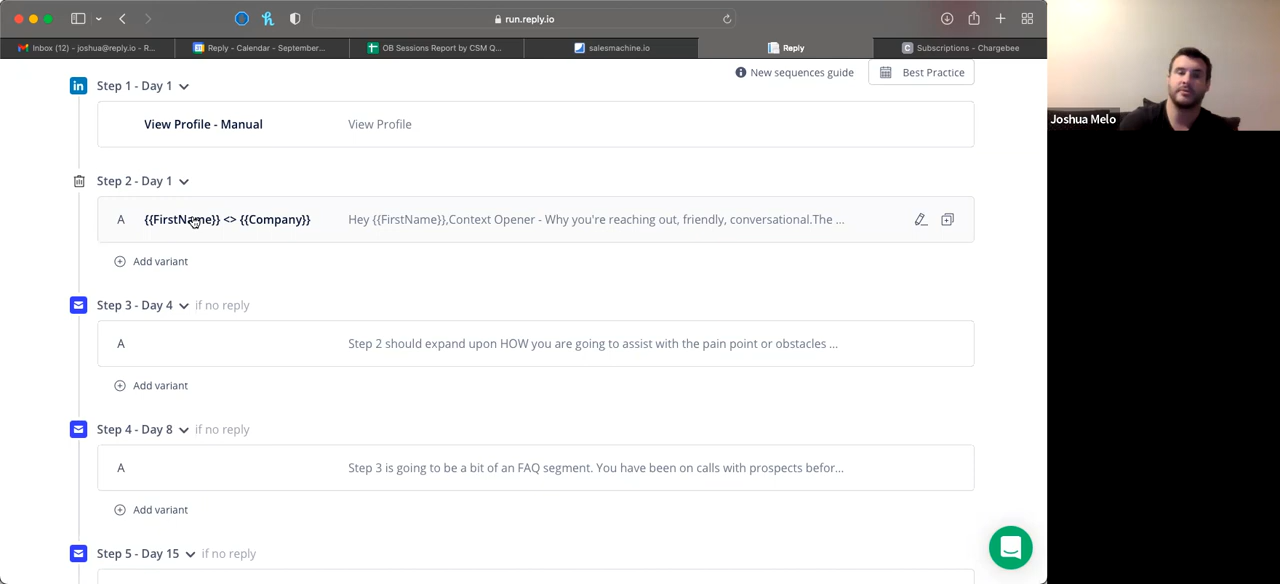 run.reply.io
Inbox (12) - joshua@reply.io - R...
Reply - Calendar - September...
OB Sessions Report by CSM Q...
salesmachine.io
Reply
Subscriptions - Chargebee
New sequences guide
Best Practice
in
Step 1 - Day 1
View Profile - Manual
View Profile
Step 2 - Day 1
A
{{FirstName}} <> {{Company}}
Hey {{FirstName}},Context Opener - Why you're reaching out, friendly, conversational.The ...
Add variant
Step 3 - Day 4
if no reply
A
Step 2 should expand upon HOW you are going to assist with the pain point or obstacles ...
Add variant
Step 4 - Day 8
if no reply
A
Step 3 is going to be a bit of an FAQ segment. You have been on calls with prospects befor...
Add variant
Step 5 - Day 15
if no reply
Joshua Melo